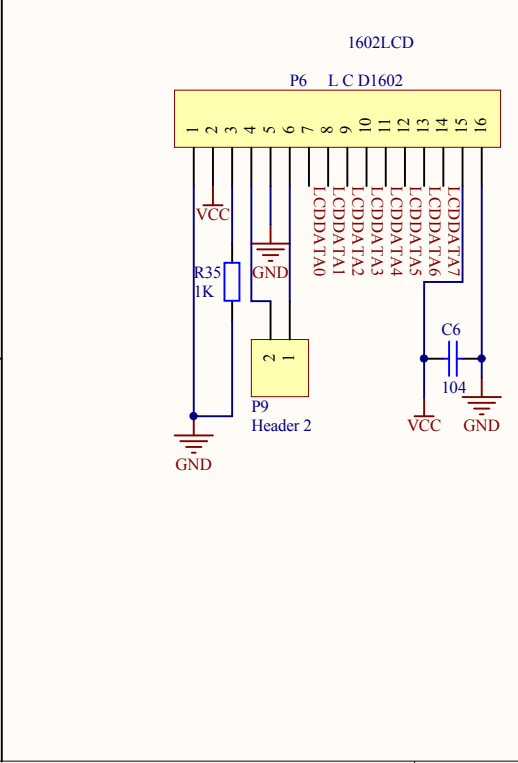 1602LCD
P6 L C D1602
1 2 3 4 5 6 7 8 9 10 11 12 13 14 15 16
LCDDATA0
LCDDATA1
LCDDATA2
LCDDATA3
LCDDATA4
LCDDATA5
LCDDATA6
LCDDATA7
VCC
R35
1K
GND
2 1
P9
Header 2
C6
104
VCC
GND
GND